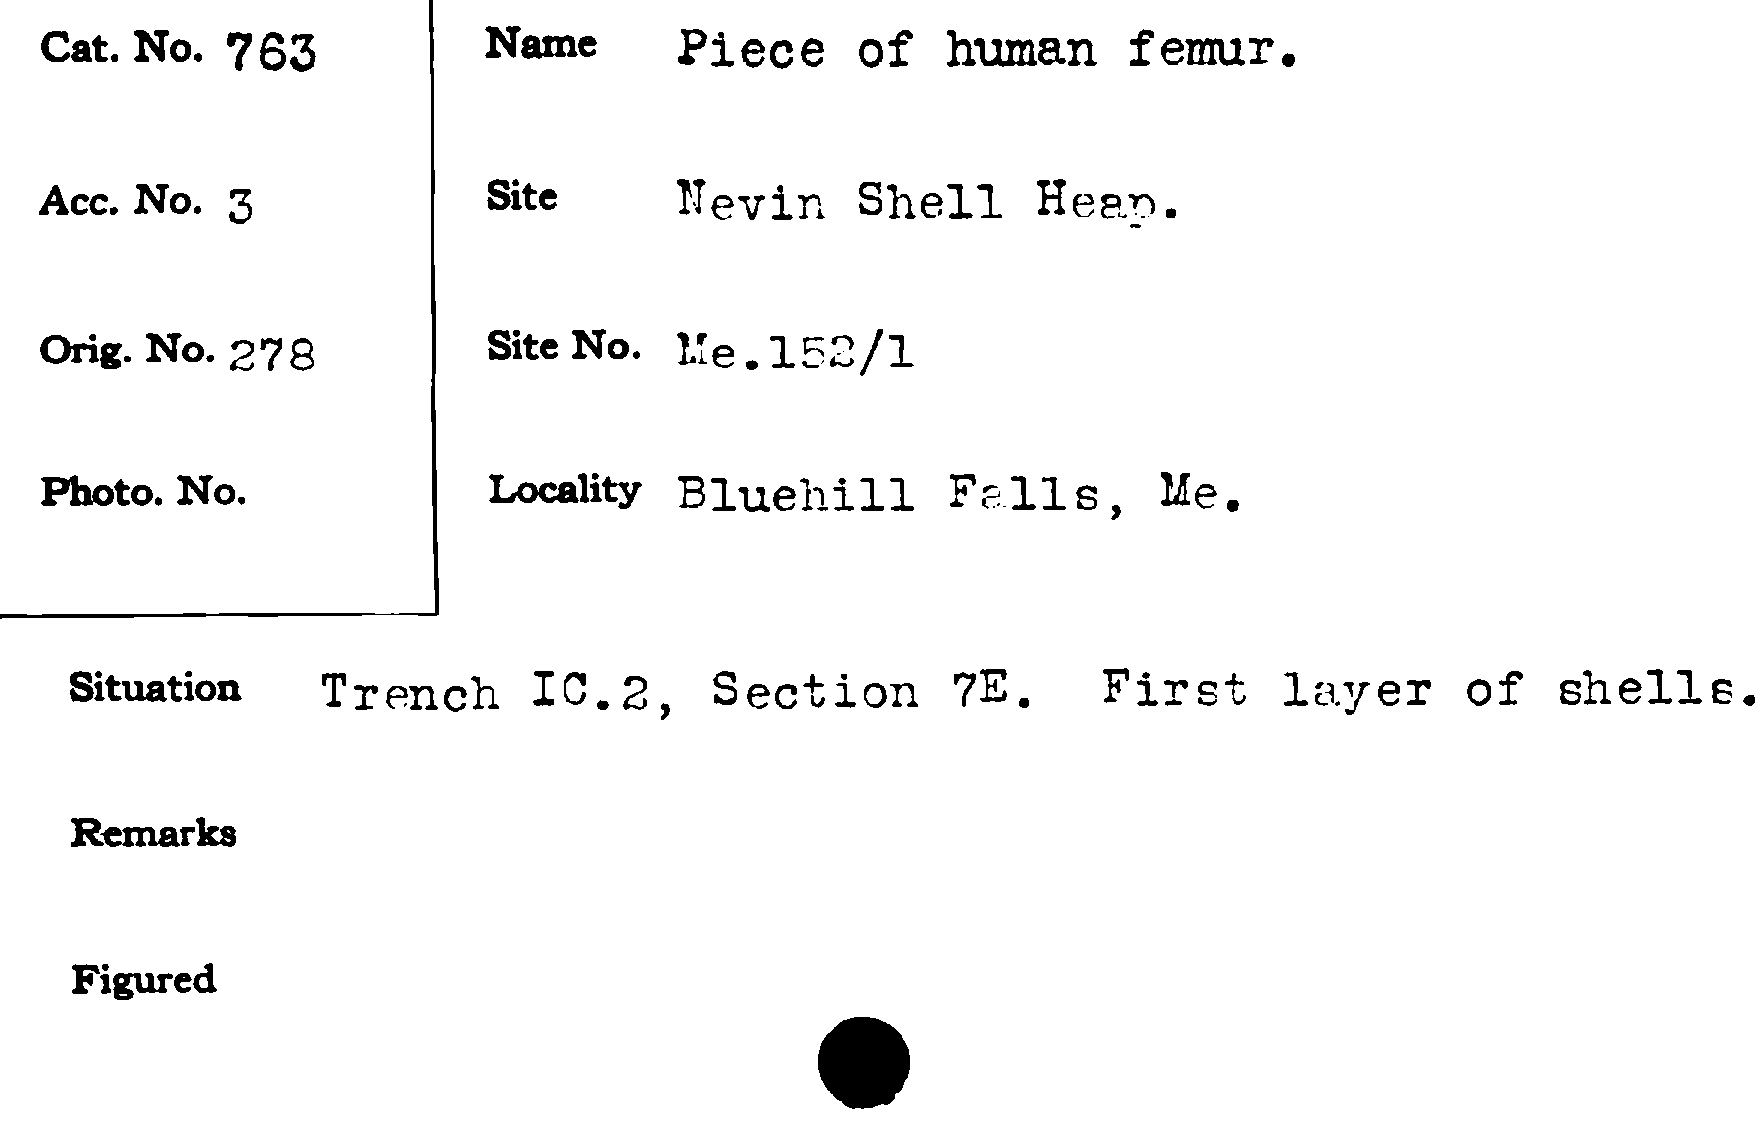 Cat. No. 763
Acc. No. 3
Orig. No. 278
Photo. No.
Name Piece of human femur.
Site Nevin Shell Heap.
Site No. Me.152/1
Locality Bluehill Falls, Me.
Situation Trench IC.2, Section 7E. First layer of shells.
Remarks
Figured